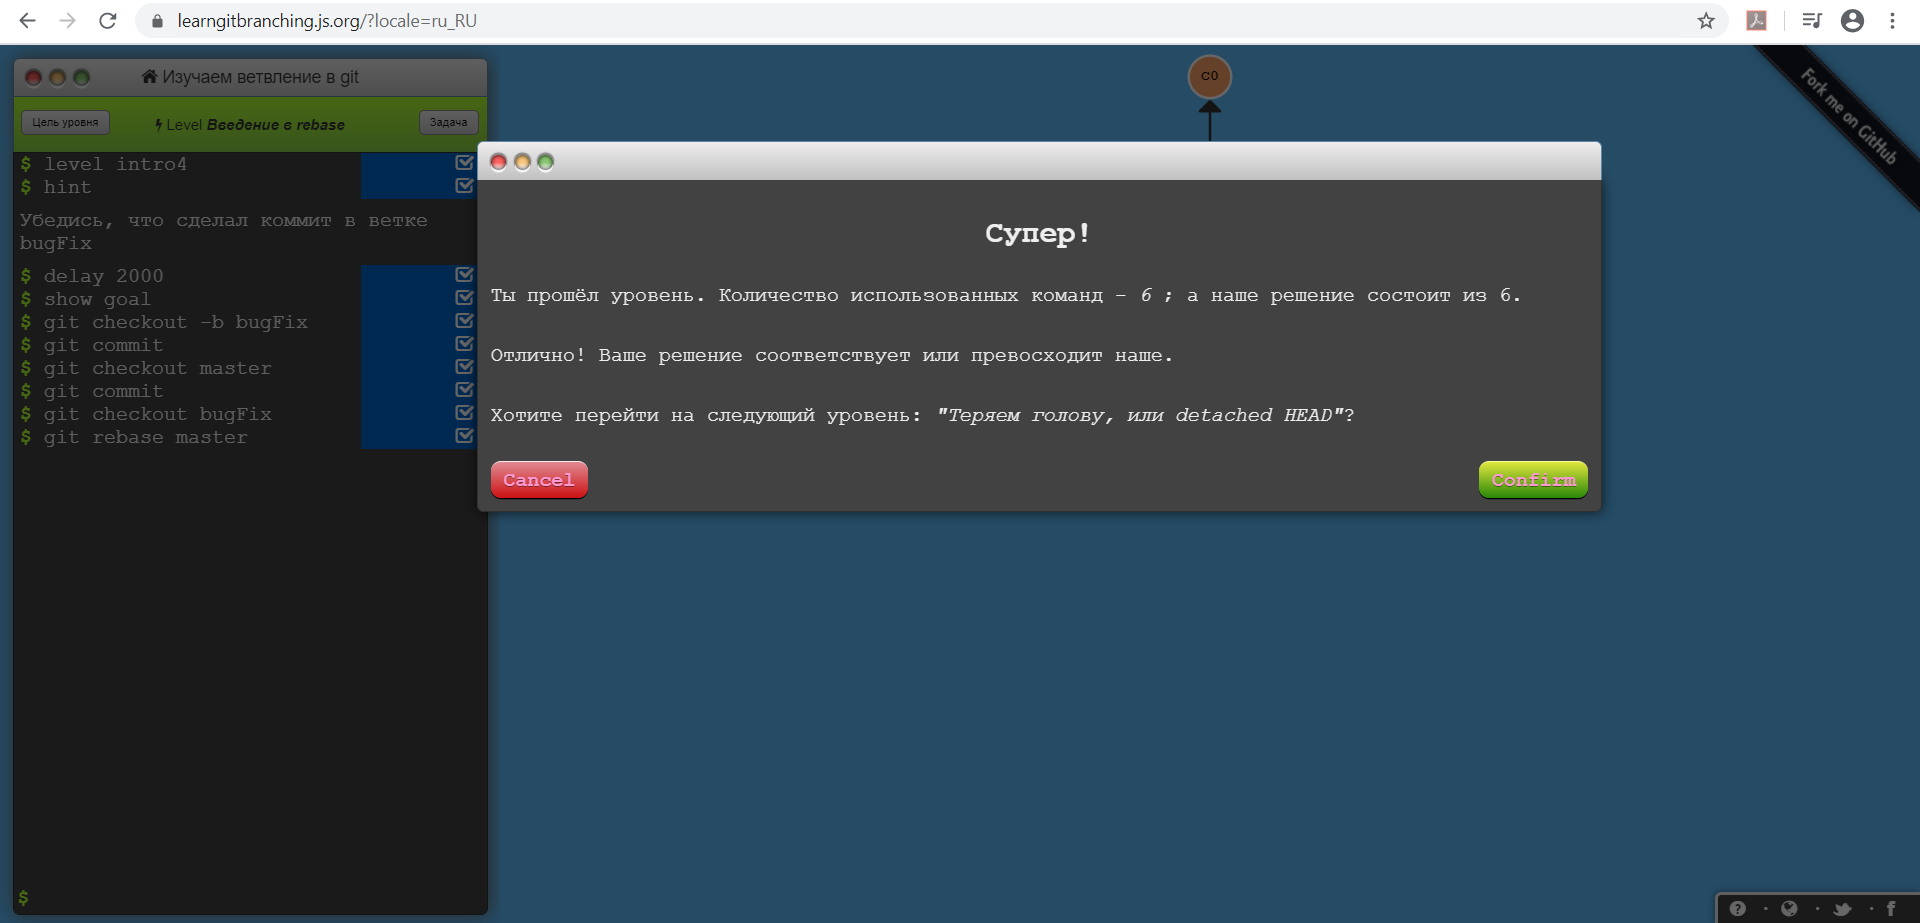 learngitbranching.js.org/?locale=ru_RU
Изучаем ветвление в git
Цель уровня
Level Введение в rebase
Задача
$ level intro4
$ hint
Убедись, что сделал коммит в ветке
bugFix
$ delay 2000
$ show goal
$ git checkout -b bugFix
$ git commit
$ git checkout master
$ git commit
$ git checkout bugFix
$ git rebase master
$
C0
Fork me on GitHub
Супер!
Ты прошёл уровень. Количество использованных команд - 6 ; а наше решение состоит из 6.
Отлично! Ваше решение соответствует или превосходит наше.
Хотите перейти на следующий уровень: "Теряем голову, или detached HEAD"?
Cancel
Confirm